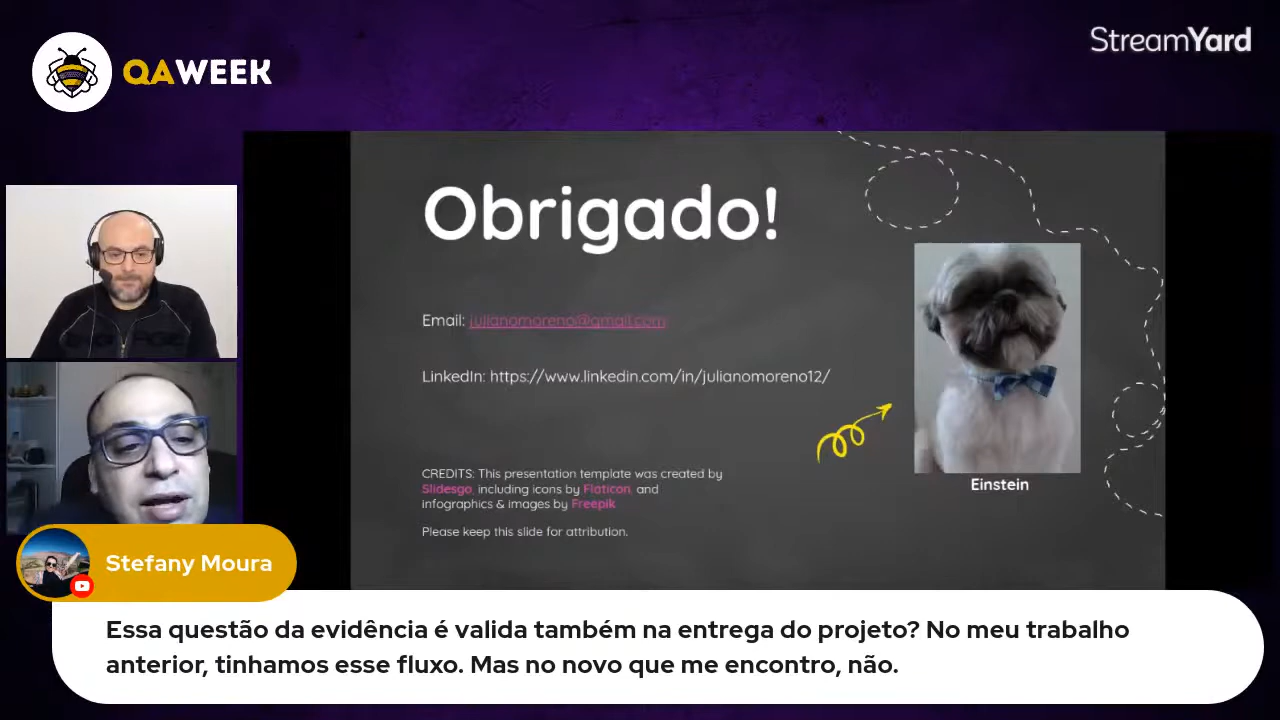 QAWEEK
StreamYard
Obrigado!
Email: julianomoreno@gmail.com
LinkedIn: https://www.linkedin.com/in/julianomoreno12/
CREDITS: This presentation template was created by
Slidesgo, including icons by Flaticon, and
infographics & images by Freepik
Please keep this slide for attribution.
Einstein
Stefany Moura
Essa questão da evidência é valida também na entrega do projeto? No meu trabalho
anterior, tinhamos esse fluxo. Mas no novo que me encontro, não.